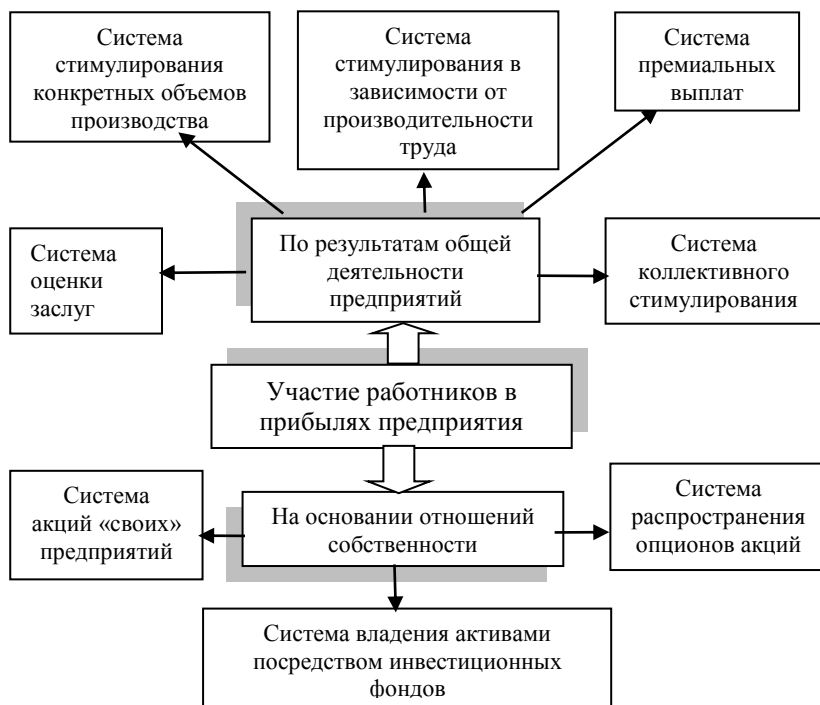 Система
стимулирования
конкретных объемов
производства
Система
стимулирования в
зависимости от
производительности
труда
Система
премиальных
выплат
Система
оценки
заслуг
По результатам общей
деятельности
предприятий
Система
коллективного
стимулирования
Участие работников в
прибылях предприятия
Система
акций «своих»
предприятий
На основании отношений
собственности
Система
распространения
опционов акций
Система владения активами
посредством инвестиционных
фондов